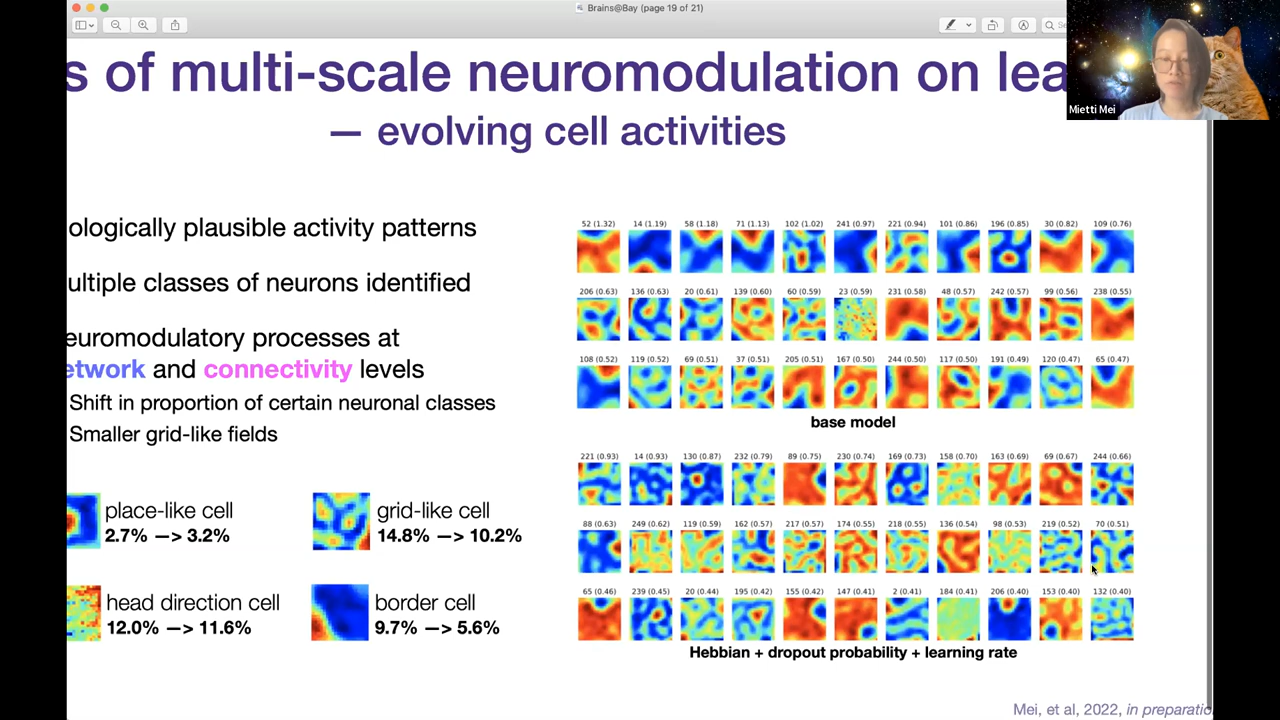 Brains@Bay (page 19 of 21)
Mietti Mei
s of multi-scale neuromodulation on lea
— evolving cell activities
ologically plausible activity patterns
ultiple classes of neurons identified
euromodulatory processes at
etwork and connectivity levels
Shift in proportion of certain neuronal classes
Smaller grid-like fields
place-like cell
2.7% —> 3.2%
grid-like cell
14.8% —> 10.2%
head direction cell
12.0% —> 11.6%
border cell
9.7% —> 5.6%
52 (1.32) 14 (1.19) 58 (1.18) 71 (1.13) 102 (1.02) 241 (0.97) 221 (0.94) 101 (0.86) 196 (0.85) 30 (0.82) 109 (0.76)
206 (0.63) 136 (0.63) 20 (0.61) 139 (0.60) 60 (0.59) 23 (0.59) 231 (0.58) 48 (0.57) 242 (0.57) 99 (0.56) 238 (0.55)
108 (0.52) 119 (0.52) 69 (0.51) 37 (0.51) 205 (0.51) 167 (0.50) 244 (0.50) 117 (0.50) 191 (0.49) 120 (0.47) 65 (0.47)
base model
221 (0.93) 14 (0.93) 130 (0.87) 232 (0.79) 89 (0.75) 230 (0.74) 169 (0.73) 158 (0.70) 163 (0.69) 69 (0.67) 244 (0.66)
88 (0.63) 249 (0.62) 119 (0.59) 162 (0.57) 217 (0.57) 174 (0.55) 218 (0.55) 136 (0.54) 98 (0.53) 219 (0.52) 70 (0.51)
65 (0.46) 239 (0.45) 20 (0.44) 195 (0.42) 155 (0.42) 147 (0.41) 2 (0.41) 184 (0.41) 206 (0.40) 153 (0.40) 132 (0.40)
Hebbian + dropout probability + learning rate
Mei, et al, 2022, in preparatio